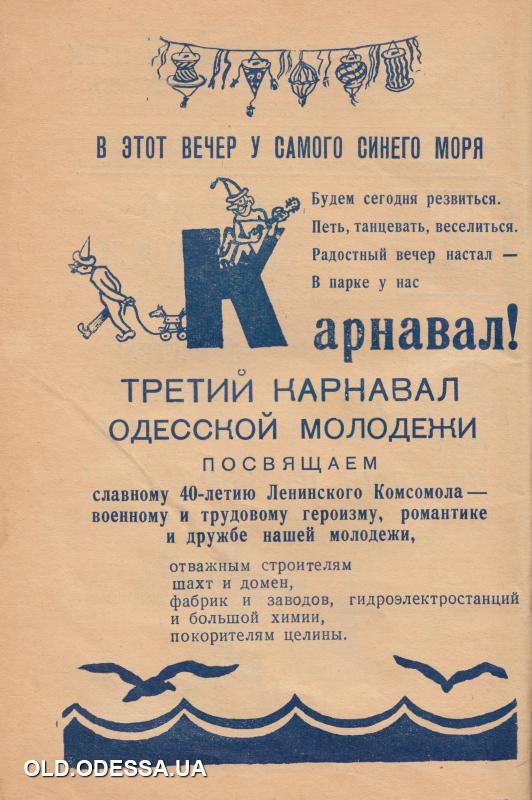 В ЭТОТ ВЕЧЕР У САМОГО СИНЕГО МОРЯ
Будем сегодня резвиться.
Петь, танцевать, веселиться.
Радостный вечер настал —
В парке у нас
Карнавал!
ТРЕТИЙ КАРНАВАЛ
ОДЕССКОЙ МОЛОДЕЖИ
ПОСВЯЩАЕМ
славному 40-летию Ленинского Комсомола —
военному и трудовому героизму, романтике
и дружбе нашей молодежи,
отважным строителям
шахт и домен,
фабрик и заводов, гидроэлектростанций
и большой химии,
покорителям целины.
OLD.ODESSA.UA